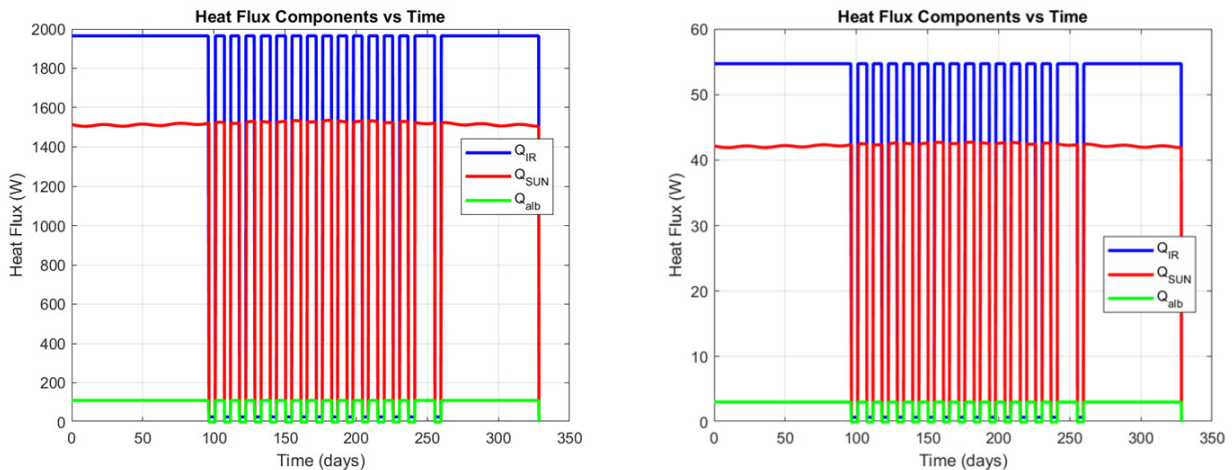 Heat Flux Components vs Time
2000
1800
1600
1400
1200
1000
800
600
400
200
0
Heat Flux (W)
Q_IR
Q_SUN
Q_alb
0 50 100 150 200 250 300 350
Time (days)
Heat Flux Components vs Time
60
50
40
30
20
10
0
Heat Flux (W)
Q_IR
Q_SUN
Q_alb
0 50 100 150 200 250 300 350
Time (days)